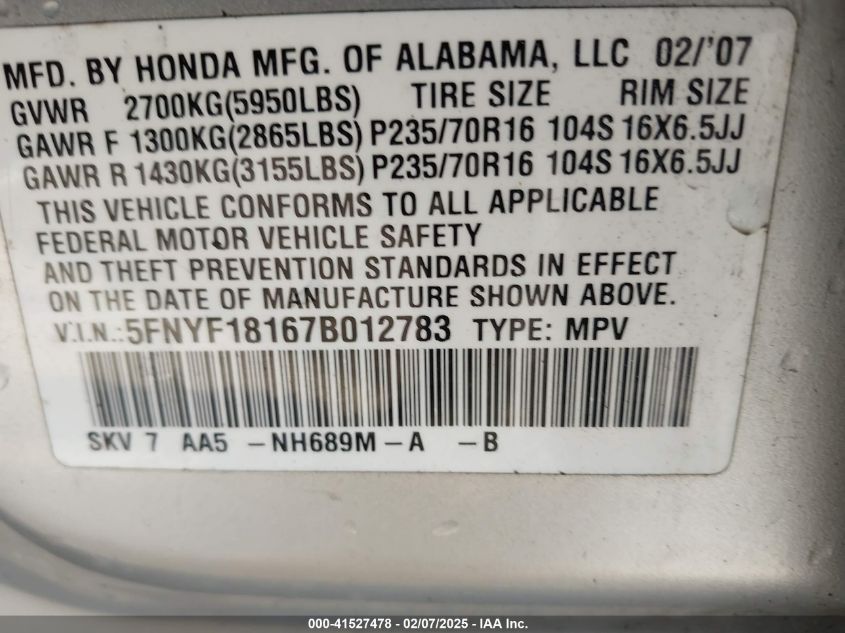 MFD. BY HONDA MFG. OF ALABAMA, LLC 02/'07
GVWR 2700KG(5950LBS) TIRE SIZE RIM SIZE
GAWR F 1300KG(2865LBS) P235/70R16 104S 16X6.5JJ
GAWR R 1430KG(3155LBS) P235/70R16 104S 16X6.5JJ
THIS VEHICLE CONFORMS TO ALL APPLICABLE
FEDERAL MOTOR VEHICLE SAFETY
AND THEFT PREVENTION STANDARDS IN EFFECT
ON THE DATE OF MANUFACTURE SHOWN ABOVE.
V.I.N.:5FNYF18167B012783 TYPE: MPV
SKV 7 AA5 -NH689M-A -B
000-41527478 - 02/07/2025 - IAA Inc.